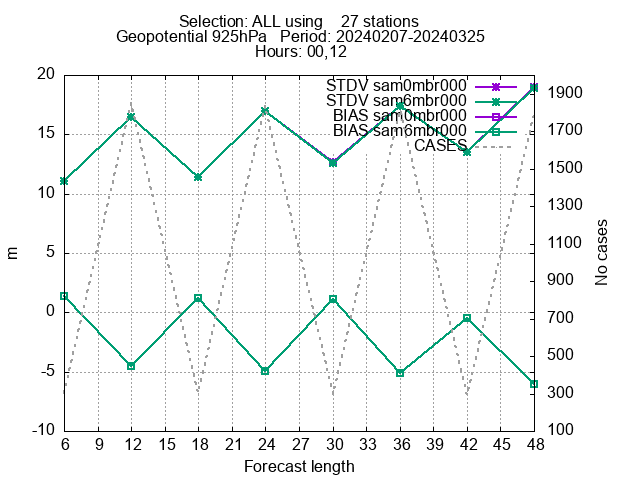 Selection: ALL using    27 stations
Geopotential 925hPa   Period: 20240207-20240325
Hours: 00,12
STDV sam0mbr000
STDV sam6mbr000
BIAS sam0mbr000
BIAS sam6mbr000
CASES
20
15
10
5
0
-5
-10
m
1900
1700
1500
1300
1100
900
700
500
300
100
No cases
6 9 12 15 18 21 24 27 30 33 36 39 42 45 48
Forecast length